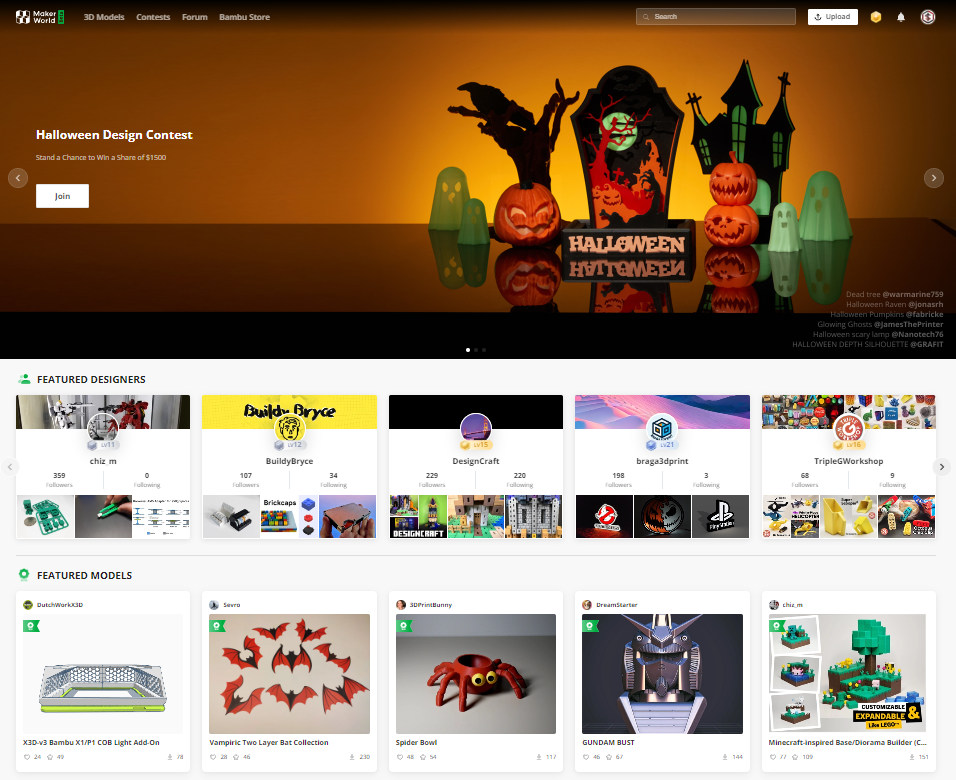 Maker
World
3D Models
Contests
Forum
Bambu Store
Search
Upload
Halloween Design Contest
Stand a Chance to Win a Share of $1500
Join
HALLOWEEN
Dead tree @warmarine759
Halloween Raven @jonasrh
Halloween Pumpkins @fabricke
Glowing Ghosts @JamesThePrinter
Halloween scary lamp @Nanotech76
HALLOWEEN DEPTH SILHOUETTE @GRAFIT
FEATURED DESIGNERS
LV11
chiz_m
359
Followers
0
Following
Buildy Bryce
LV12
BuildyBryce
107
Followers
34
Following
Brickcaps
LV15
DesignCraft
229
Followers
220
Following
DESIGNCRAFT
LV21
braga3dprint
198
Followers
3
Following
PlayStation
LV16
TripleGWorkshop
68
Followers
9
Following
FEATURED MODELS
DutchWorkX3D
X3D-v3 Bambu X1/P1 COB Light Add-On
24
49
78
Sevro
Vampiric Two Layer Bat Collection
28
46
230
3DPrintBunny
Spider Bowl
48
54
117
DreamStarter
GUNDAM BUST
46
67
144
chiz_m
CUSTOMIZABLE
EXPANDABLE &
Like LEGO
Minecraft-inspired Base/Diorama Builder (C...
77
109
151